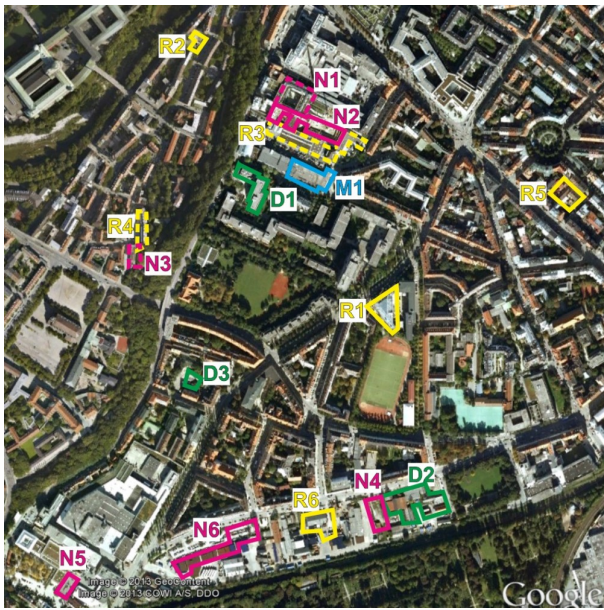 R2
N1
N2
R3
M1
D1
R5
R4
N3
R1
D3
N4
D2
R6
N6
N5
Image © 2013 GeoContent
Image © 2013 COWI A/S, DDO
Google